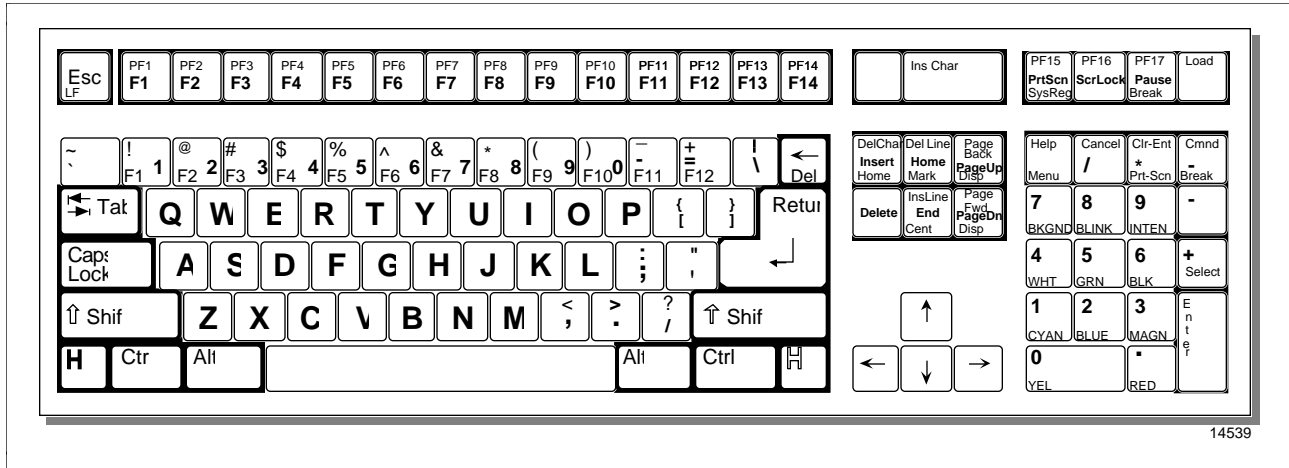 Esc
LF
PF1
F1
PF2
F2
PF3
F3
PF4
F4
PF5
F5
PF6
F6
PF7
F7
PF8
F8
PF9
F9
PF10
F10
PF11
F11
PF12
F12
PF13
F13
PF14
F14
Ins Char
PF15
PrtScn
SysReg
PF16
ScrLock
PF17
Pause
Break
Load
~
`
!
F1 1
@
F2 2
#
F3 3
$
F4 4
%
F5 5
^
F6 6
&
F7 7
*
F8 8
(
F9 9
)
F10 0
_
-
F11
+
=
F12
¦
\
←
Del
DelChar
Insert
Home
Del Line
Home
Mark
Page
Back
PageUp
Disp
Help
Menu
Cancel
/
Clr-Ent
*
Prt-Scn
Cmnd
-
Break
Tab
Q W E R T Y U I O P
{
[
}
]
Retur
Delete
InsLine
End
Cent
Page
Fwd
PageDn
Disp
7
BKGND
8
BLINK
9
INTEN
-
Caps
Lock
A S D F G H J K L
:
;
"
'
4
WHT
5
GRN
6
BLK
+
Select
⇧ Shif
Z X C V B N M
<
,
>
.
?
/
⇧ Shif
↑
1
CYAN
2
BLUE
3
MAGN
Enter
H
Ctr
Alt
Alt
Ctrl
H
← ↓ →
0
YEL
.
RED
14539